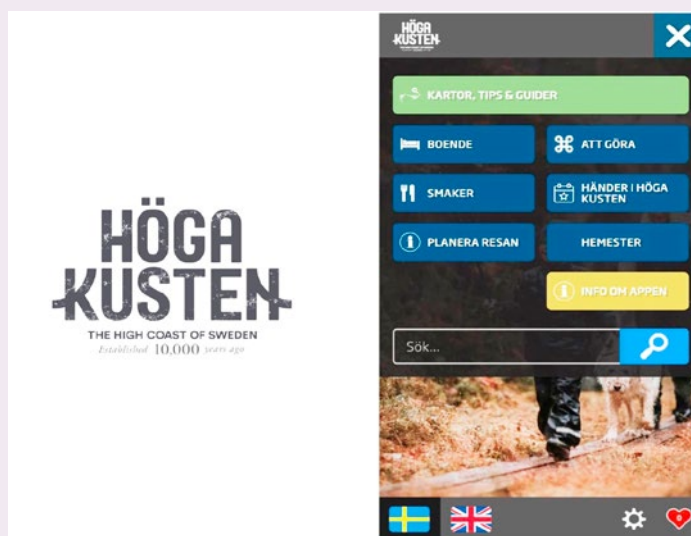 HÖGA
KUSTEN
THE HIGH COAST OF SWEDEN
Established 10,000 years ago
HÖGA
KUSTEN
KARTOR, TIPS & GUIDER
BOENDE
ATT GÖRA
SMAKER
HÄNDER I HÖGA
KUSTEN
PLANERA RESAN
HEMESTER
INFO OM APPEN
Sök...
0